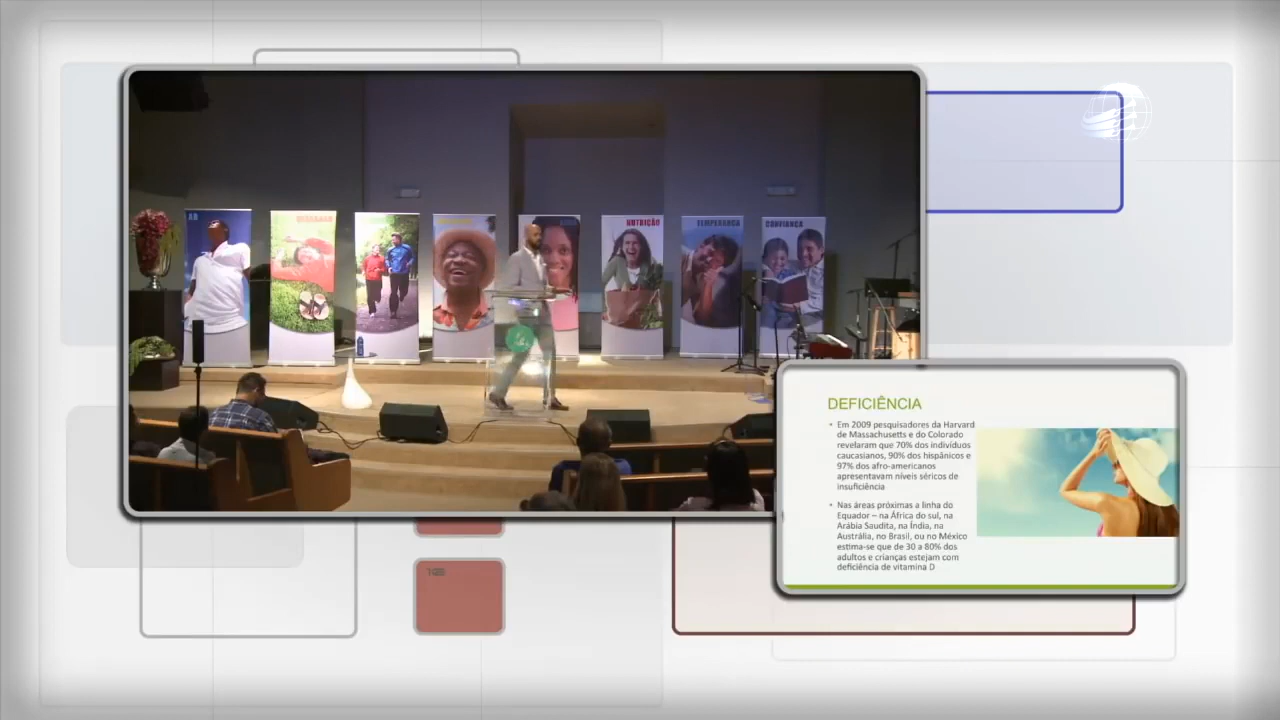 AR
NUTRIÇÃO
TEMPERANÇA
CONFIANÇA
DEFICIÊNCIA
• Em 2009 pesquisadores da Harvard
de Massachusetts e do Colorado
revelaram que 70% dos indivíduos
caucasianos, 90% dos hispânicos e
97% dos afro-americanos
apresentavam níveis séricos de
insuficiência
• Nas áreas próximas a linha do
Equador – na África do sul, na
Arábia Saudita, na Índia, na
Austrália, no Brasil, ou no México
estima-se que de 30 a 80% dos
adultos e crianças estejam com
deficiência de vitamina D